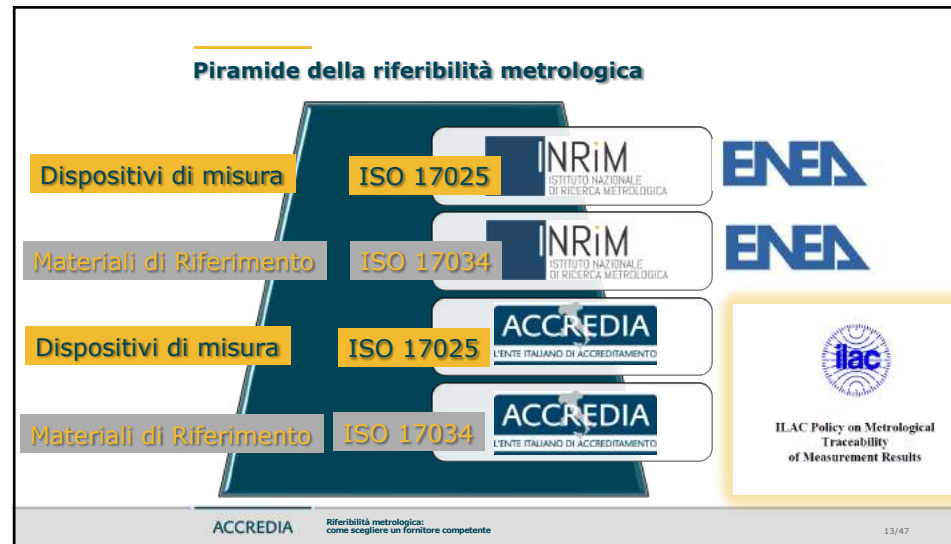 Piramide della riferibilità metrologica
Dispositivi di misura
ISO 17025
INRiM
ISTITUTO NAZIONALE
DI RICERCA METROLOGICA
ENEA
Materiali di Riferimento
ISO 17034
INRiM
ISTITUTO NAZIONALE
DI RICERCA METROLOGICA
ENEA
Dispositivi di misura
ISO 17025
ACCREDIA
L'ENTE ITALIANO DI ACCREDITAMENTO
Materiali di Riferimento
ISO 17034
ACCREDIA
L'ENTE ITALIANO DI ACCREDITAMENTO
ilac
ILAC Policy on Metrological
Traceability
of Measurement Results
ACCREDIA
Riferibilità metrologica:
come scegliere un fornitore competente
13/47